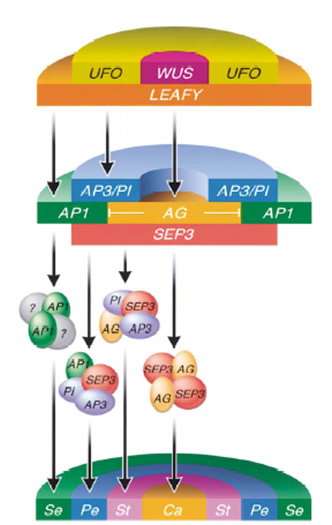 UFO WUS UFO
LEAFY
AP3/PI AP3/PI
AP1 AG AP1
SEP3
? AP1
AP1 ?
PI SEP3
AG AP3
AP1
SEP3
PI AP3
SEP3 AG
AG SEP3
Se Pe St Ca St Pe Se